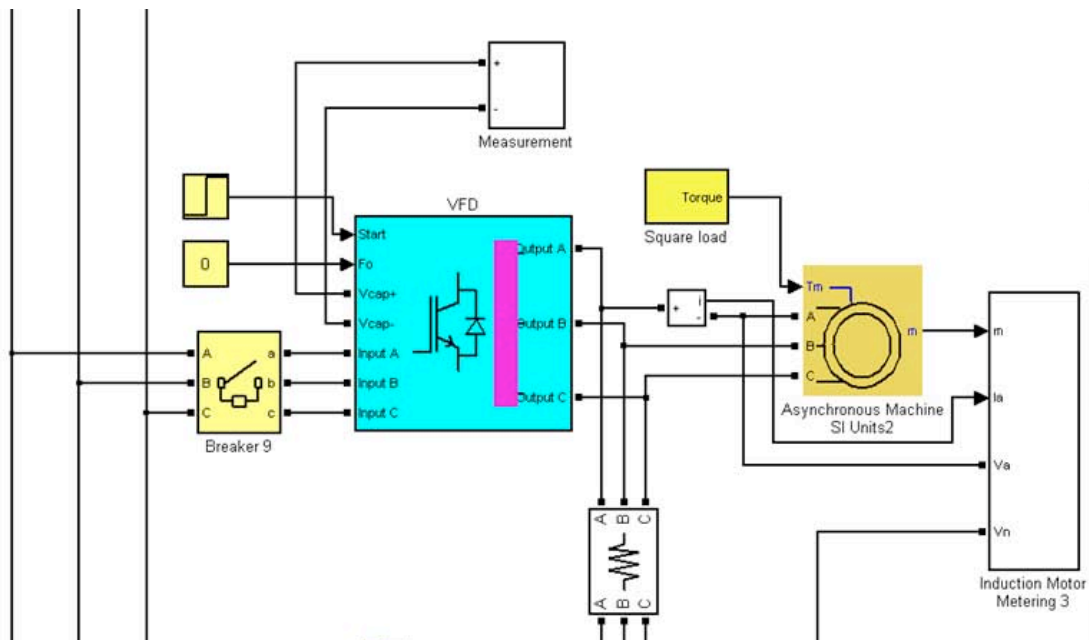 +
-
Measurement
VFD
Torque
Square load
Start
Output A
0
Fo
Vcap+
Vcap-
Output B
Input A
Input B
Input C
Output C
+
i
-
Tm
A
B
C
m
Asynchronous Machine
SI Units2
A
a
B
b
C
c
Breaker 9
m
Ia
Va
Vn
Induction Motor
Metering 3
A
B
C
A
B
C